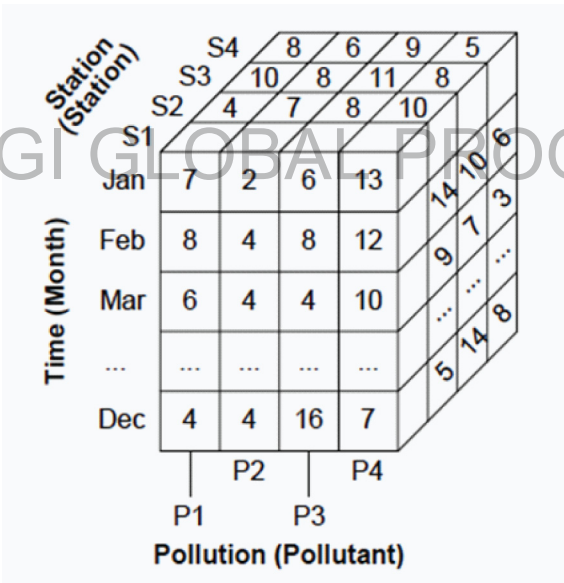 Station
(Station)
S4 8 6 9 5
S3 10 8 11 8
S2 4 7 8 10
S1
GI GLOBAL PROC
Jan 7 2 6 13 14 10 6
Feb 8 4 8 12 9 7 3
Mar 6 4 4 10 ... ... ...
... ... ... ... ... 5 14 8
Dec 4 4 16 7
Time (Month)
P2 P4
P1 P3
Pollution (Pollutant)